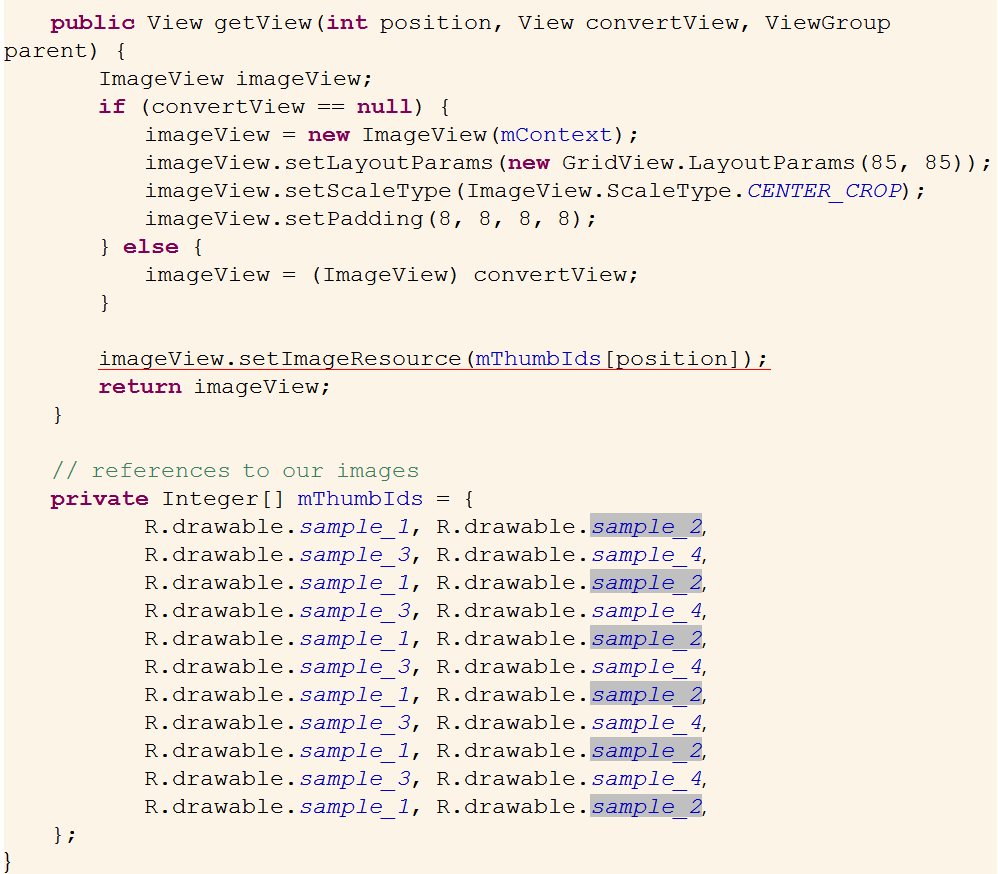 public View getView(int position, View convertView, ViewGroup
parent) {
ImageView imageView;
if (convertView == null) {
imageView = new ImageView(mContext);
imageView.setLayoutParams(new GridView.LayoutParams(85, 85));
imageView.setScaleType(ImageView.ScaleType.CENTER_CROP);
imageView.setPadding(8, 8, 8, 8);
} else {
imageView = (ImageView) convertView;
}
imageView.setImageResource(mThumbIds[position]);
return imageView;
}
// references to our images
private Integer[] mThumbIds = {
R.drawable.sample_1, R.drawable.sample_2,
R.drawable.sample_3, R.drawable.sample_4,
R.drawable.sample_1, R.drawable.sample_2,
R.drawable.sample_3, R.drawable.sample_4,
R.drawable.sample_1, R.drawable.sample_2,
R.drawable.sample_3, R.drawable.sample_4,
R.drawable.sample_1, R.drawable.sample_2,
R.drawable.sample_3, R.drawable.sample_4,
R.drawable.sample_1, R.drawable.sample_2,
R.drawable.sample_3, R.drawable.sample_4,
R.drawable.sample_1, R.drawable.sample_2,
};
}